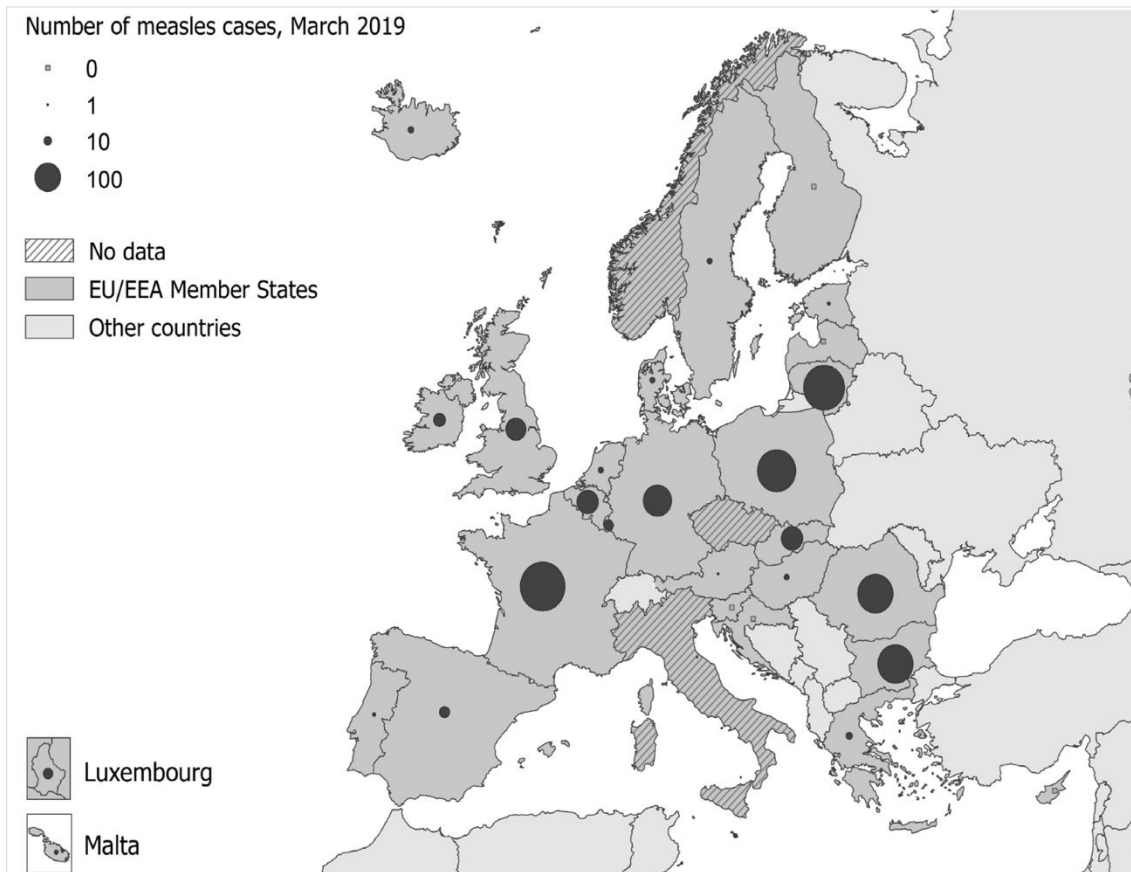 Number of measles cases, March 2019
0
1
10
100
No data
EU/EEA Member States
Other countries
Luxembourg
Malta